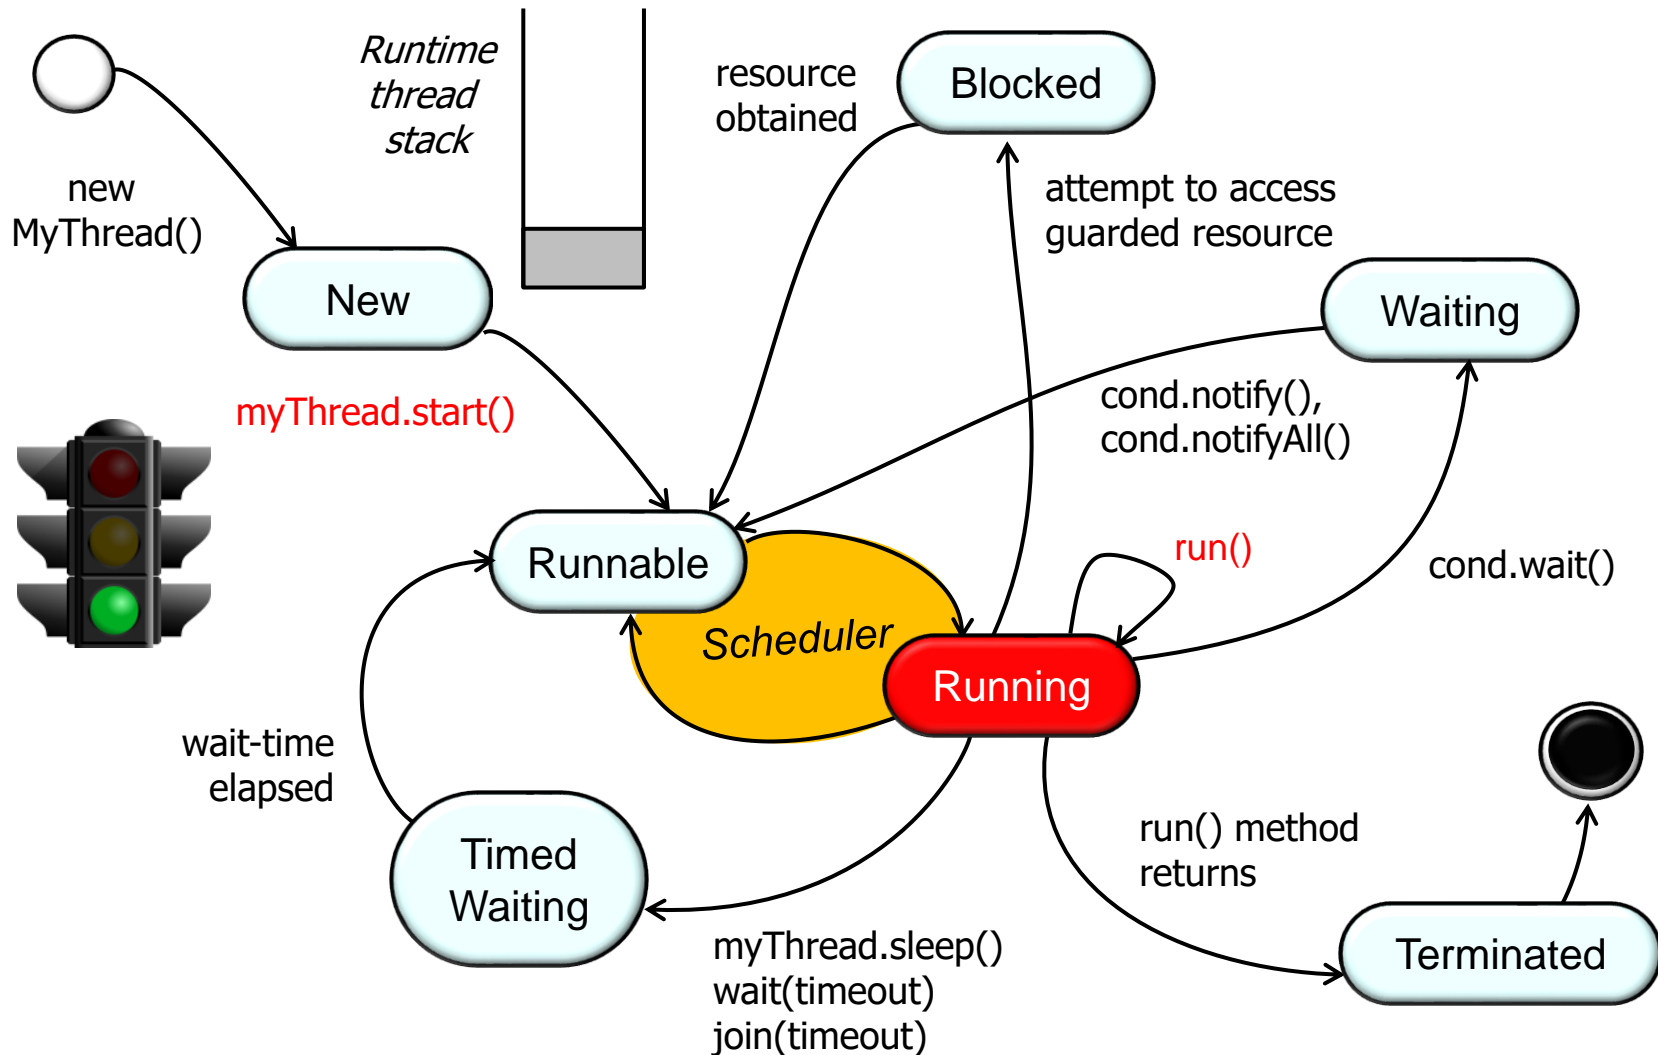 Runtime
thread
stack
new
MyThread()
New
myThread.start()
resource
obtained
Blocked
attempt to access
guarded resource
Waiting
cond.notify(),
cond.notifyAll()
cond.wait()
Runnable
Scheduler
run()
Running
wait-time
elapsed
Timed
Waiting
myThread.sleep()
wait(timeout)
join(timeout)
run() method
returns
Terminated